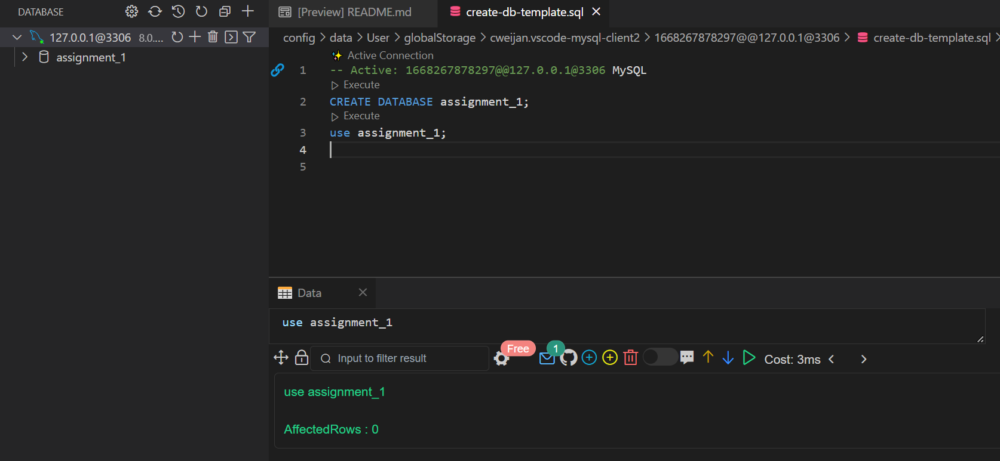 DATABASE
127.0.0.1@3306 8.0....
assignment_1
[Preview] README.md
create-db-template.sql
config > data > User > globalStorage > cweijan.vscode-mysql-client2 > 1668267878297@@127.0.0.1@3306 > create-db-template.sql >
Active Connection
1 -- Active: 1668267878297@@127.0.0.1@3306 MySQL
Execute
2 CREATE DATABASE assignment_1;
Execute
3 use assignment_1;
4
5
Data
use assignment_1
Input to filter result Free 1 Cost: 3ms
use assignment_1
AffectedRows : 0